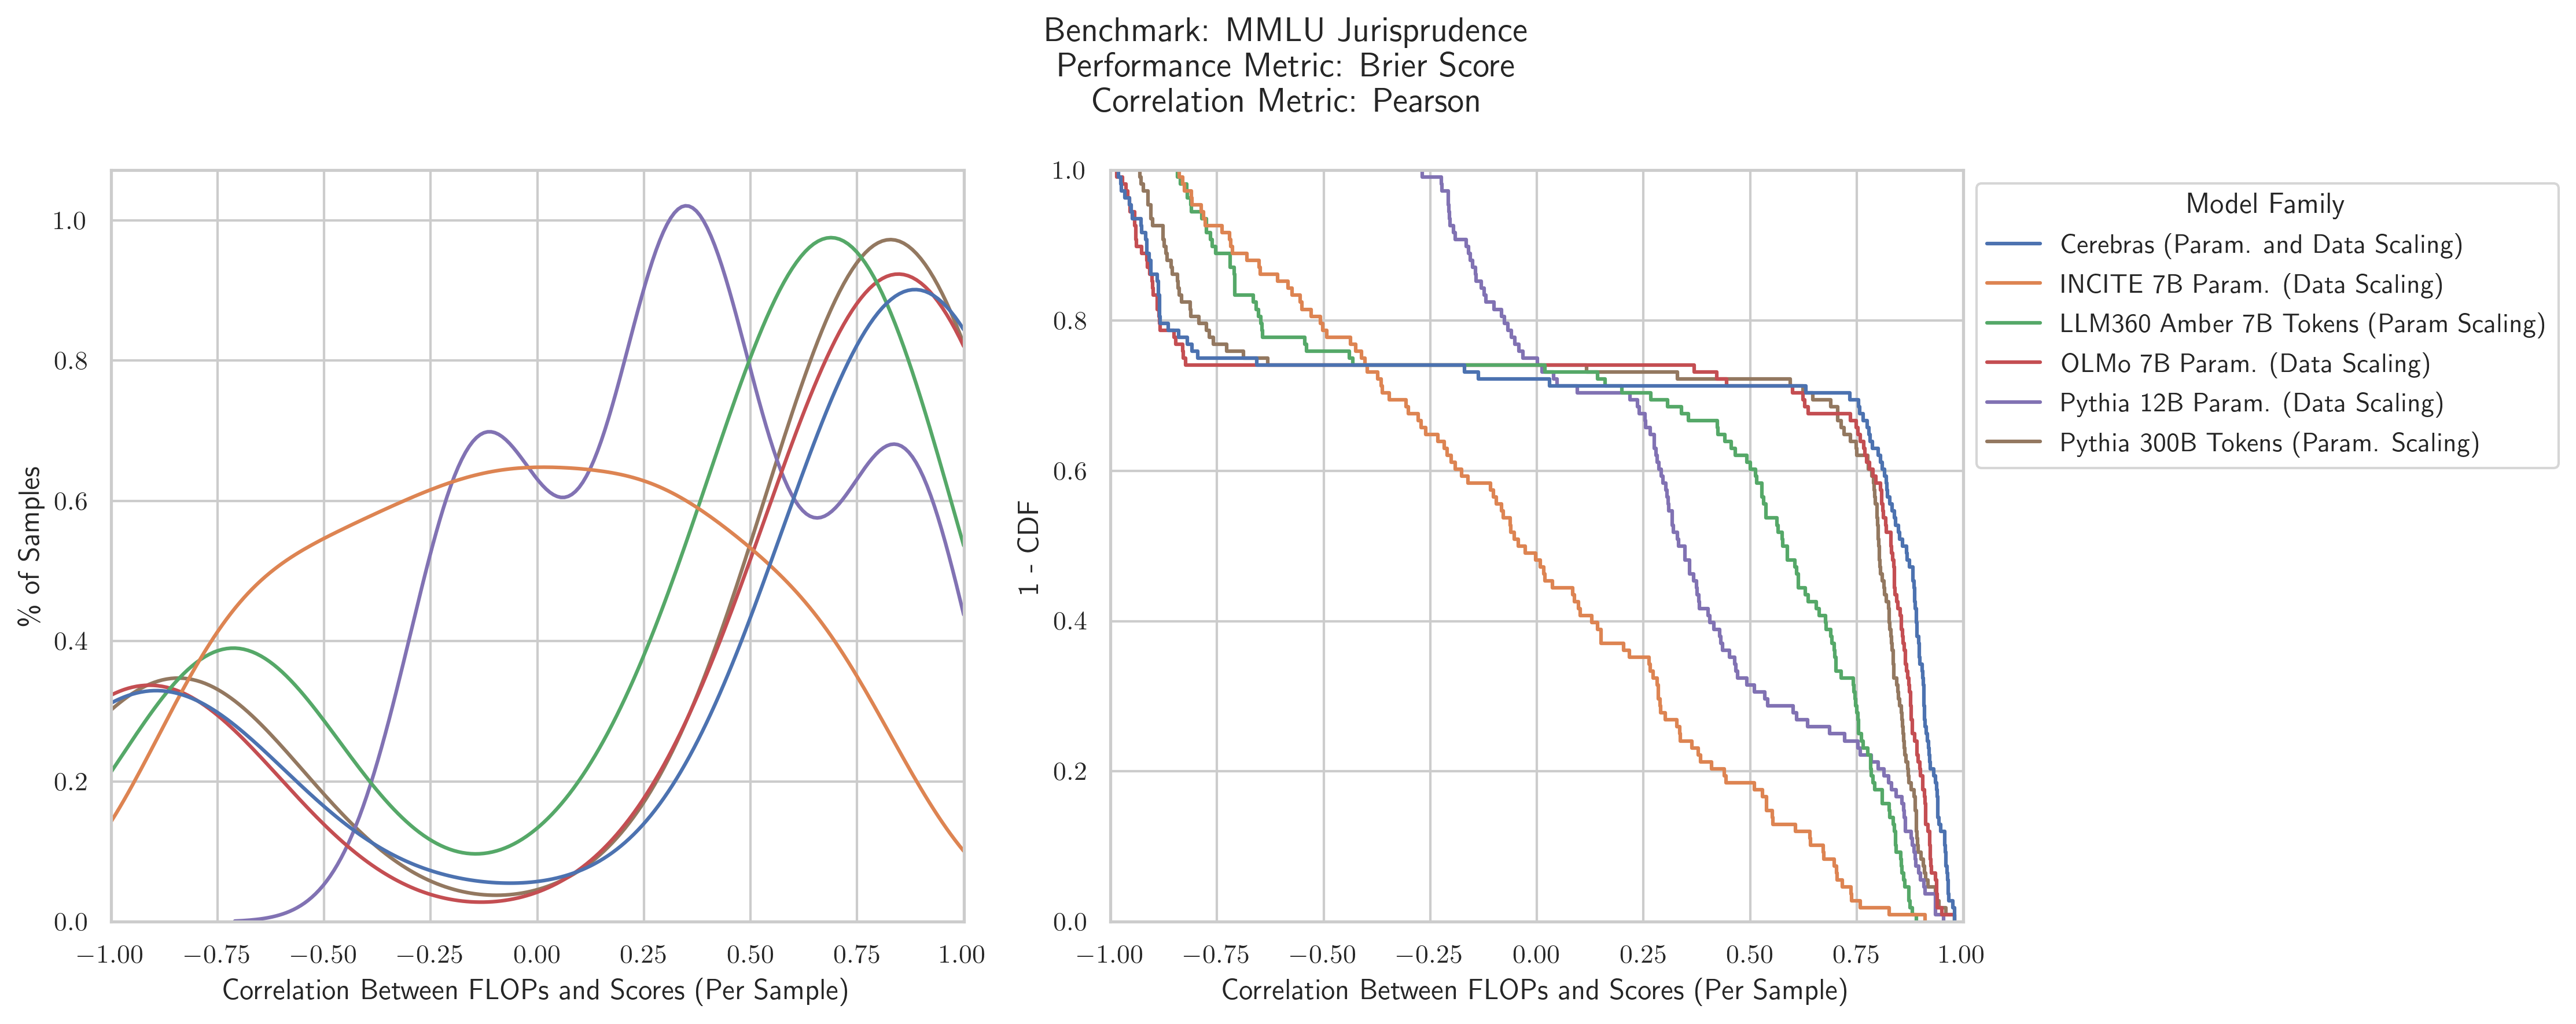 Benchmark: MMLU Jurisprudence
Performance Metric: Brier Score
Correlation Metric: Pearson
% of Samples
1.0
0.8
0.6
0.4
0.2
0.0
−1.00 −0.75 −0.50 −0.25 0.00 0.25 0.50 0.75 1.00
Correlation Between FLOPs and Scores (Per Sample)
1 - CDF
1.0
0.8
0.6
0.4
0.2
0.0
−1.00 −0.75 −0.50 −0.25 0.00 0.25 0.50 0.75 1.00
Correlation Between FLOPs and Scores (Per Sample)
Model Family
Cerebras (Param. and Data Scaling)
INCITE 7B Param. (Data Scaling)
LLM360 Amber 7B Tokens (Param Scaling)
OLMo 7B Param. (Data Scaling)
Pythia 12B Param. (Data Scaling)
Pythia 300B Tokens (Param. Scaling)